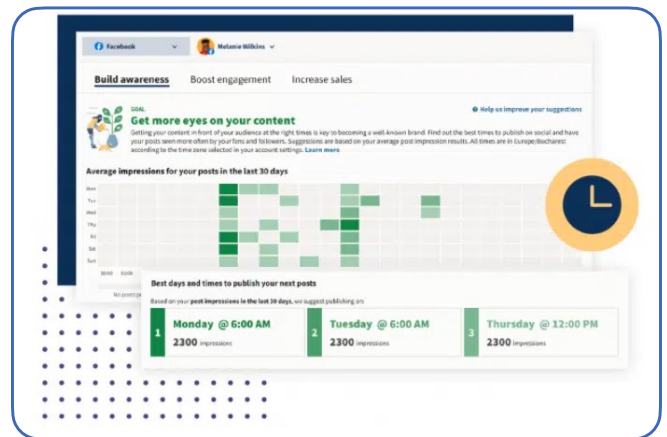 Facebook
Melanie Wilkins
Build awareness Boost engagement Increase sales
GOAL
Help us improve your suggestions
Get more eyes on your content
Getting your content in front of your audience at the right times is key to becoming a well-known brand. Find out the best times to publish on social and have
your posts seen more often by your fans and followers. Suggestions are based on your average post impression results. All times are in Europe/Bucharest
according to the time zone selected in your account settings. Learn more
Average impressions for your posts in the last 30 days
Mon
Tue
Wed
Thu
Fri
Sat
Sun
00:00
No posts
Best days and times to publish your next posts
Based on your post impressions in the last 30 days, we suggest publishing on:
1 Monday @ 6:00 AM
2300 impressions
2 Tuesday @ 6:00 AM
2300 impressions
3 Thursday @ 12:00 PM
2300 impressions